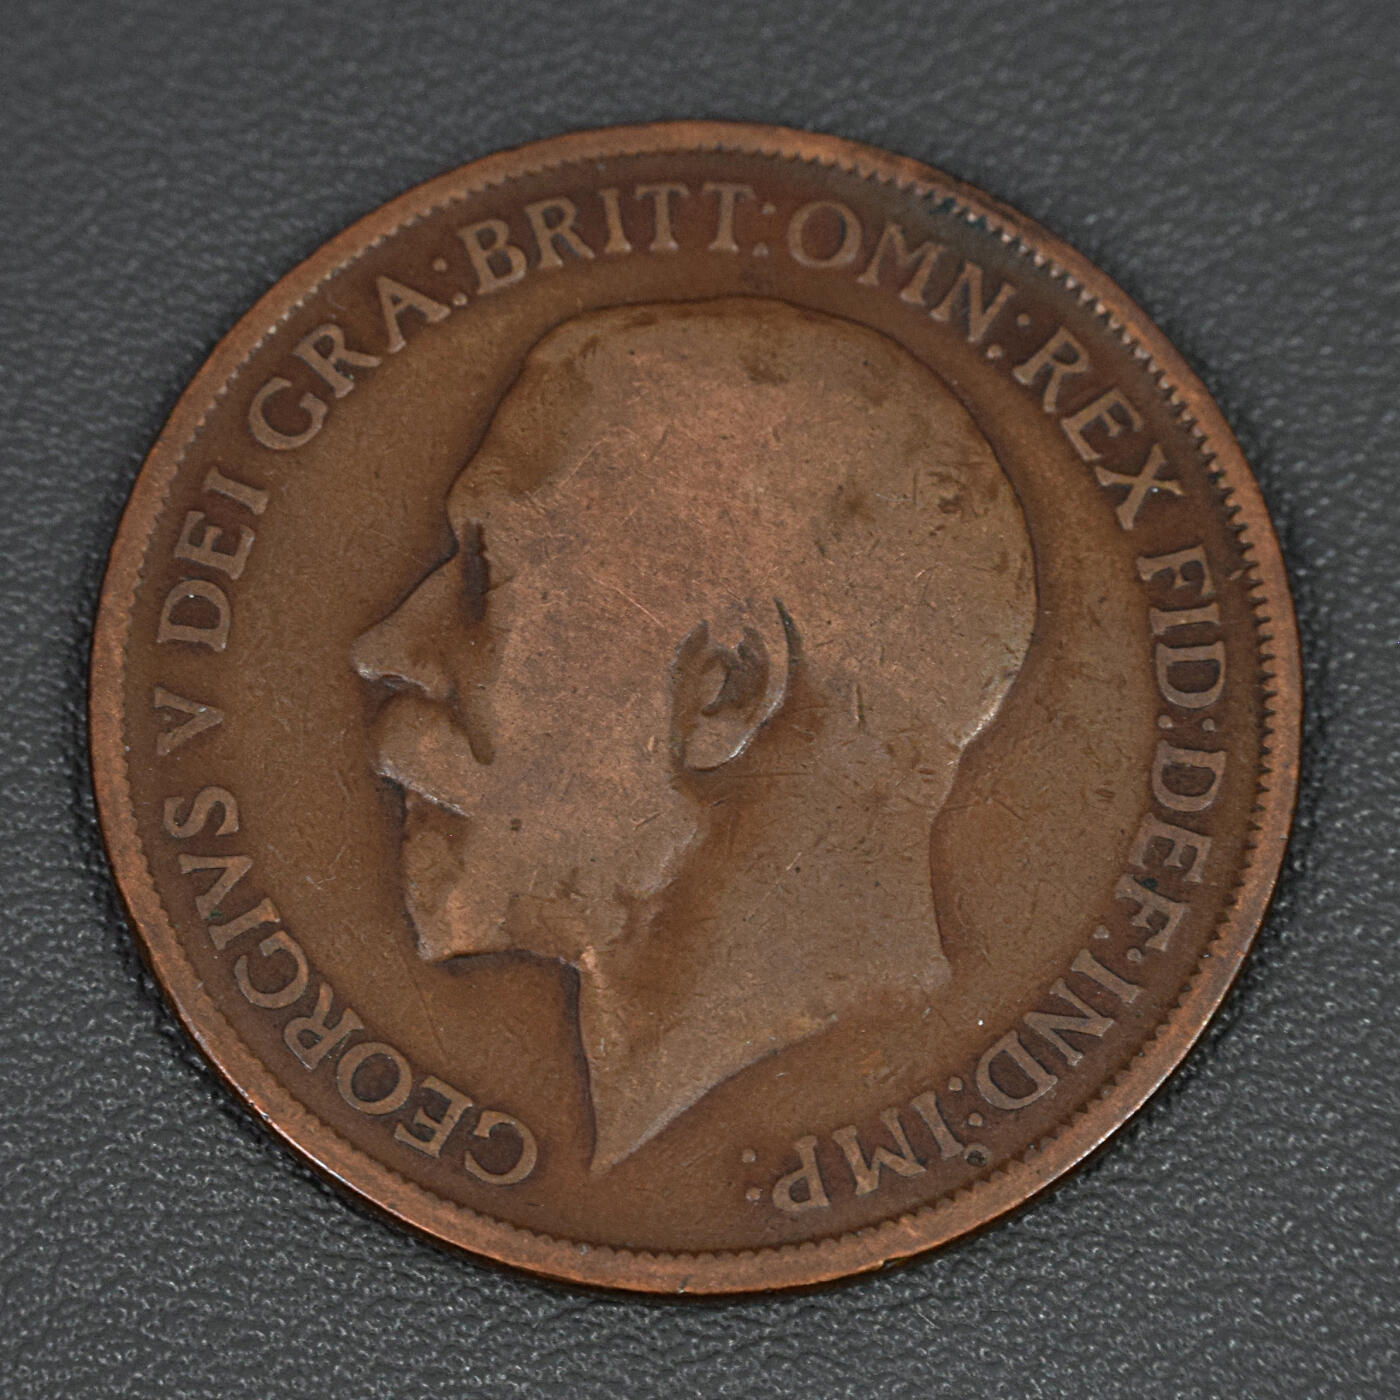 GEORGIVS V DEI GRA: BRITT: OMN: REX FID: DEF: IND: IMP: